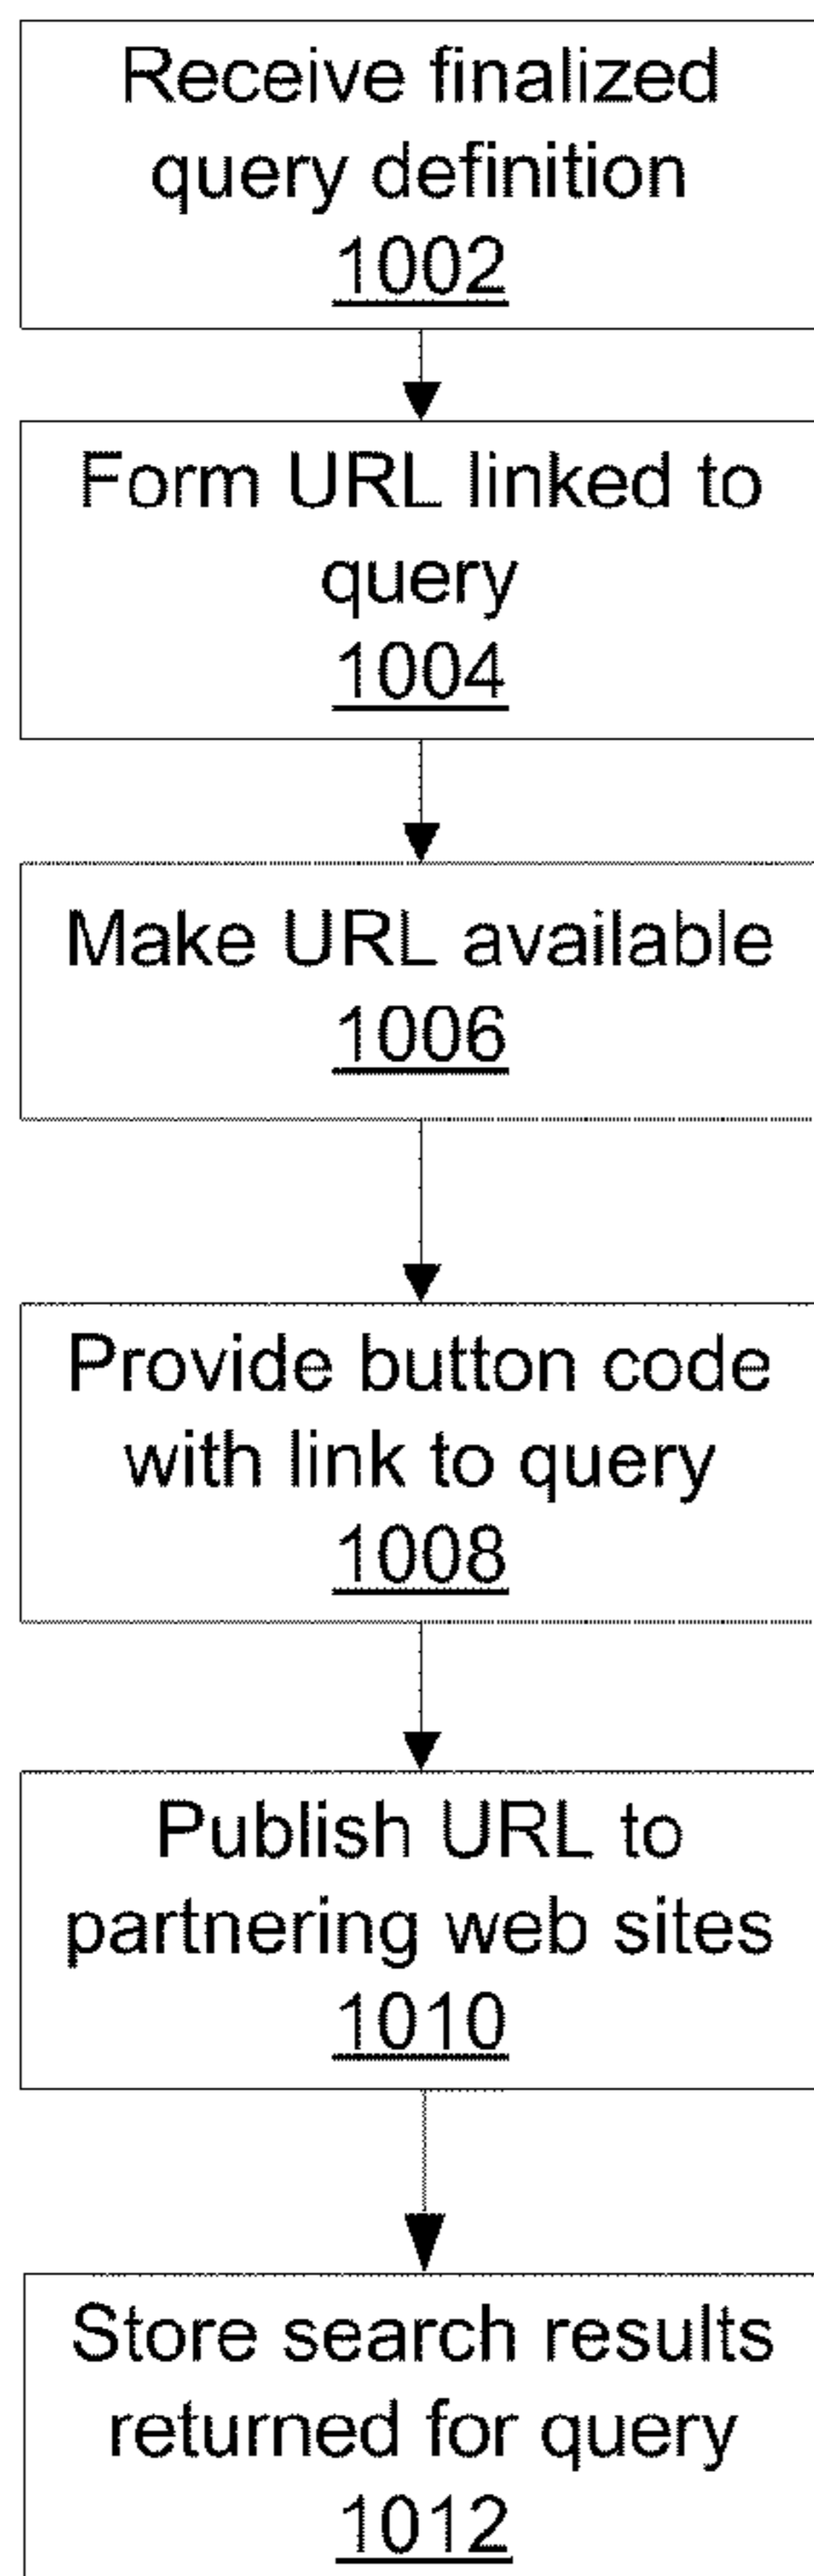 Receive finalized
query definition
1002
Form URL linked to
query
1004
Make URL available
1006
Provide button code
with link to query
1008
Publish URL to
partnering web sites
1010
Store search results
returned for query
1012